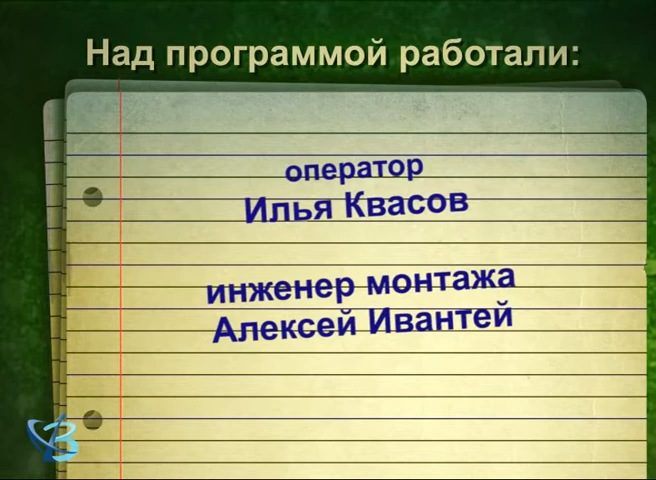 Над программой работали:
оператор
Илья Квасов
инженер монтажа
Алексей Ивантей